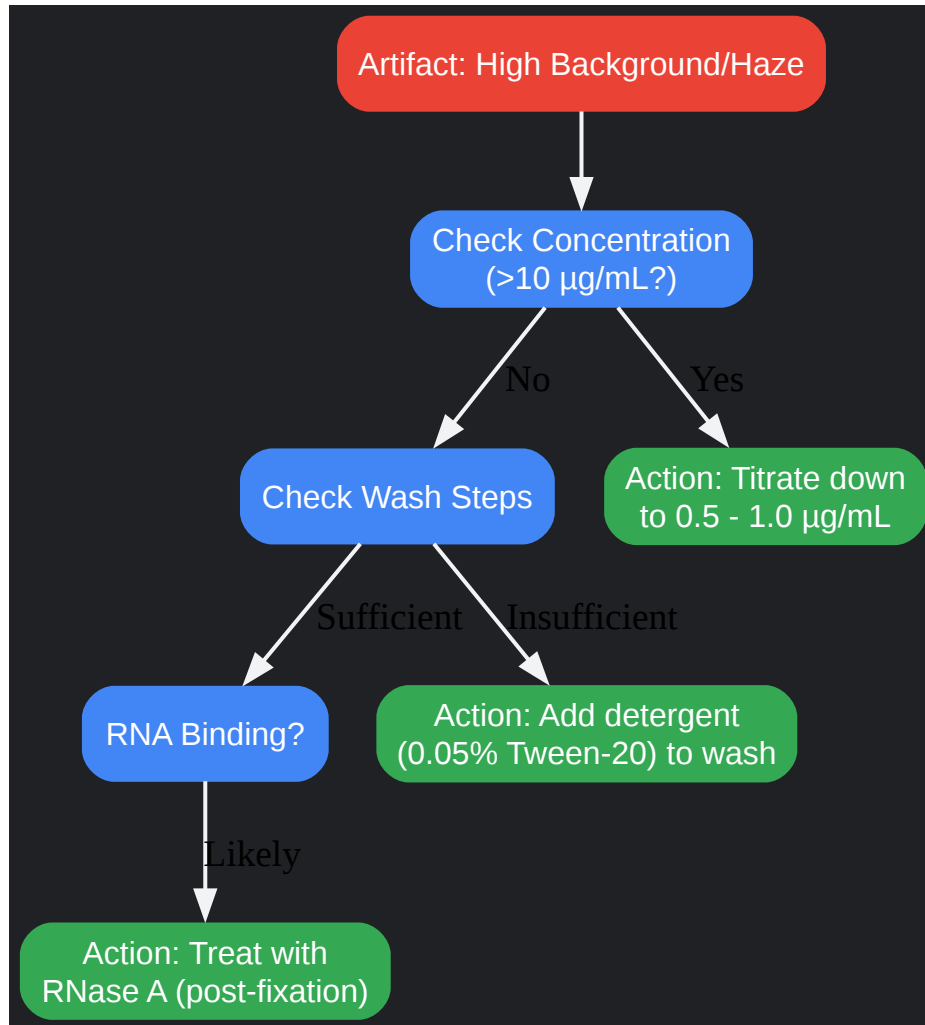 Artifact: High Background/Haze
Check Concentration
(>10 µg/mL?)
No
Yes
Check Wash Steps
Action: Titrate down
to 0.5 - 1.0 µg/mL
Sufficient
Insufficient
RNA Binding?
Action: Add detergent
(0.05% Tween-20) to wash
Likely
Action: Treat with
RNase A (post-fixation)